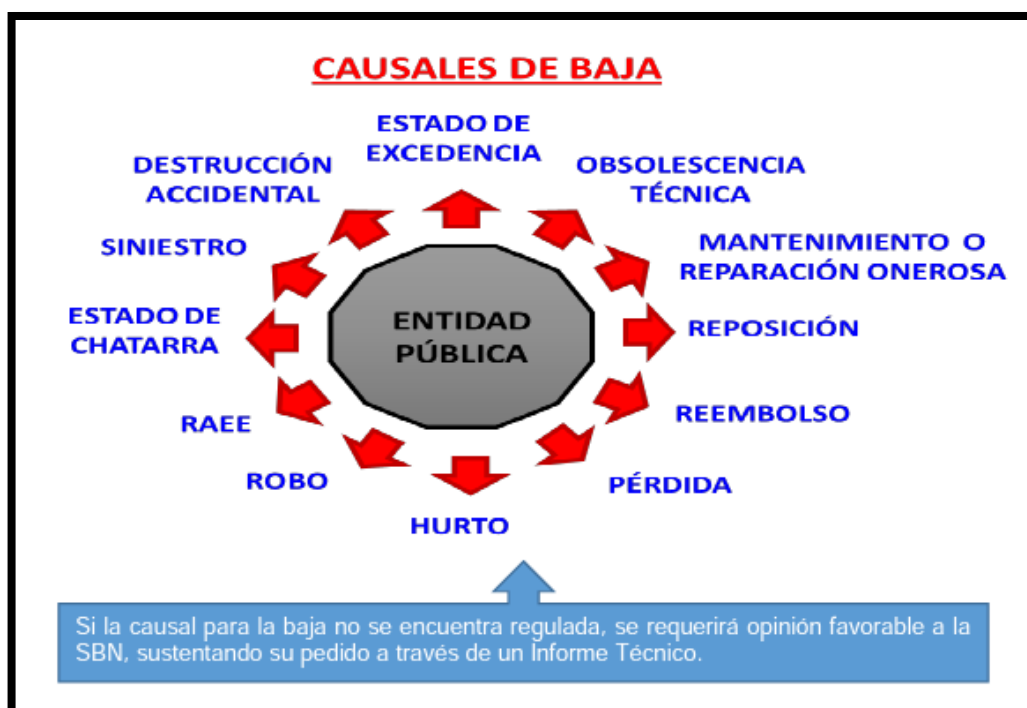 CAUSALES DE BAJA
ESTADO DE
EXCEDENCIA
OBSOLESCENCIA
TÉCNICA
MANTENIMIENTO O
REPARACIÓN ONEROSA
REPOSICIÓN
REEMBOLSO
PÉRDIDA
HURTO
ROBO
RAEE
ESTADO DE
CHATARRA
SINIESTRO
DESTRUCCIÓN
ACCIDENTAL
ENTIDAD
PÚBLICA
Si la causal para la baja no se encuentra regulada, se requerirá opinión favorable a la
SBN, sustentando su pedido a través de un Informe Técnico.